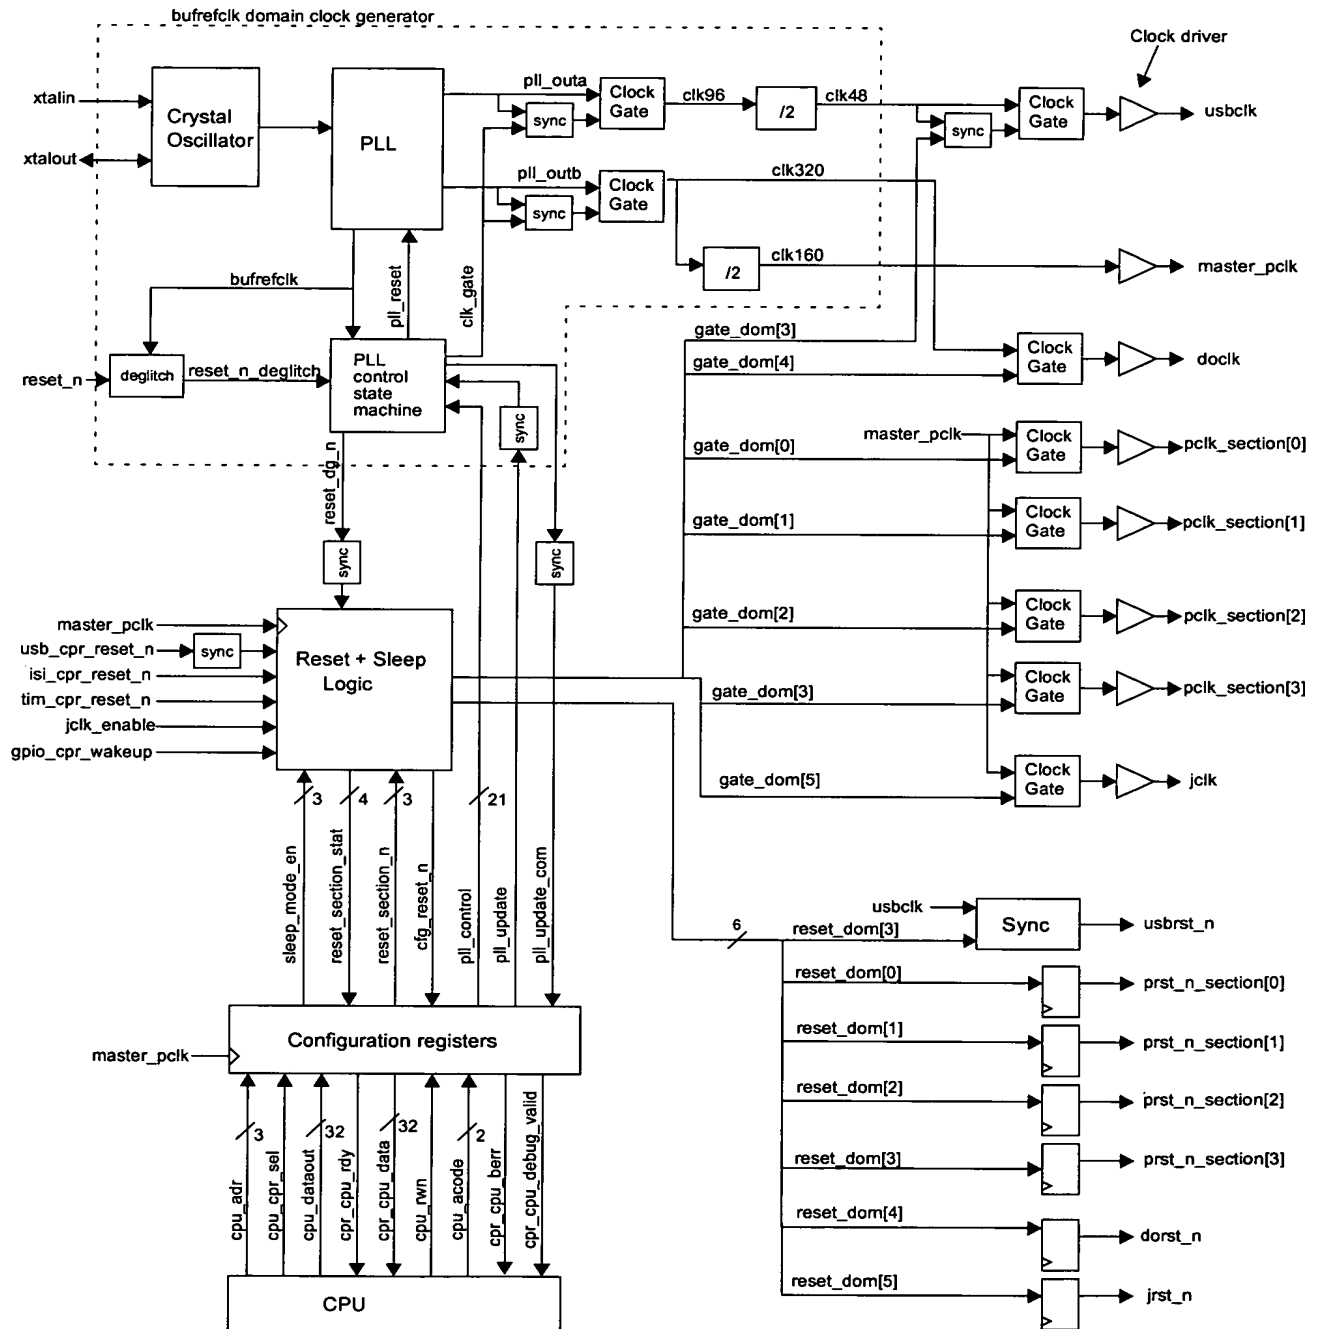 bufrefclk domain clock generator
Clock driver
xtalin
xtalout
Crystal
Oscillator
PLL
pll_outa
sync
Clock
Gate
clk96
/2
clk48
sync
Clock
Gate
usbclk
pll_outb
sync
Clock
Gate
clk320
/2
clk160
master_pclk
bufrefclk
pll_reset
clk_gate
reset_n
deglitch
reset_n_deglitch
PLL
control
state
machine
sync
gate_dom[3]
gate_dom[4]
Clock
Gate
doclk
master_pclk
gate_dom[0]
Clock
Gate
pclk_section[0]
reset_dg_n
gate_dom[1]
Clock
Gate
pclk_section[1]
sync
sync
gate_dom[2]
Clock
Gate
pclk_section[2]
master_pclk
usb_cpr_reset_n
sync
isi_cpr_reset_n
tim_cpr_reset_n
jclk_enable
gpio_cpr_wakeup
Reset + Sleep
Logic
gate_dom[3]
Clock
Gate
pclk_section[3]
gate_dom[5]
Clock
Gate
jclk
3
4
3
21
sleep_mode_en
reset_section_stat
reset_section_n
cfg_reset_n
pll_control
pll_update
pll_update_com
6
usbclk
reset_dom[3]
Sync
usbrst_n
reset_dom[0]
prst_n_section[0]
reset_dom[1]
prst_n_section[1]
reset_dom[2]
prst_n_section[2]
reset_dom[3]
prst_n_section[3]
reset_dom[4]
dorst_n
reset_dom[5]
jrst_n
master_pclk
Configuration registers
3
32
32
2
cpu_adr
cpu_cpr_sel
cpu_dataout
cpr_cpu_rdy
cpr_cpu_data
cpu_rwn
cpu_acode
cpr_cpu_berr
cpr_cpu_debug_valid
CPU